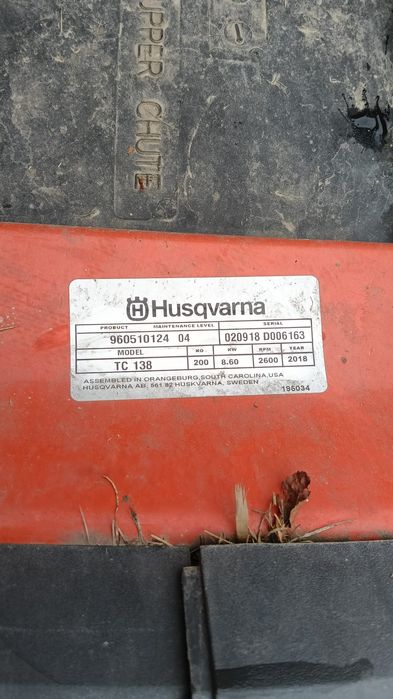 UPPER CHUTE
Husqvarna
PRODUCT MAINTENANCE LEVEL SERIAL
960510124 04 020918 D006163
MODEL KG KW RPM YEAR
TC 138 200 8.60 2600 2018
ASSEMBLED IN ORANGEBURG, SOUTH CAROLINA, USA
HUSQVARNA AB, 561 82 HUSKVARNA, SWEDEN
195034